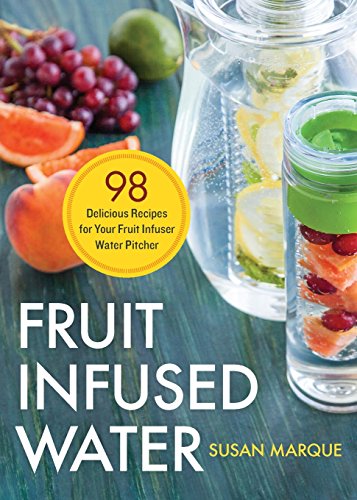 98
Delicious Recipes
for Your Fruit Infuser
Water Pitcher
FRUIT
INFUSED
WATER
SUSAN MARQUE